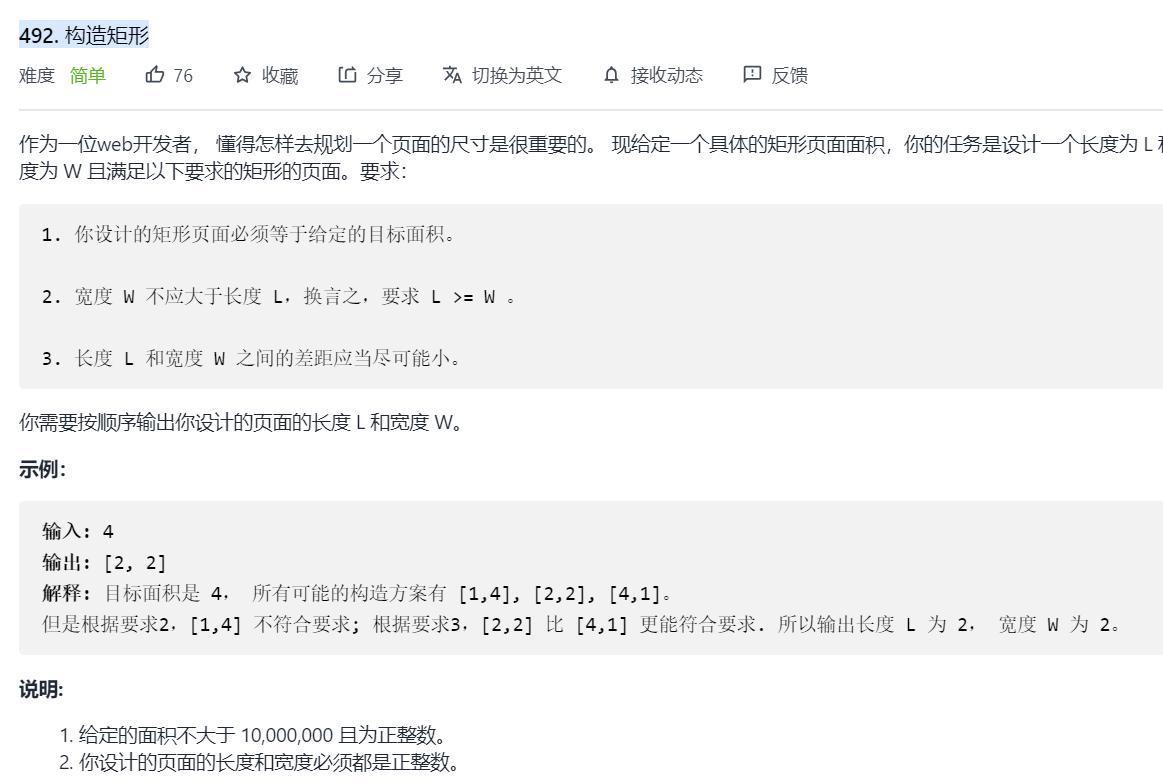 492. 构造矩形
难度 简单 76 收藏 分享 切换为英文 接收动态 反馈
作为一位web开发者， 懂得怎样去规划一个页面的尺寸是很重要的。 现给定一个具体的矩形页面面积，你的任务是设计一个长度为 L
度为 W 且满足以下要求的矩形的页面。要求：
1. 你设计的矩形页面必须等于给定的目标面积。
2. 宽度 W 不应大于长度 L，换言之，要求 L >= W 。
3. 长度 L 和宽度 W 之间的差距应当尽可能小。
你需要按顺序输出你设计的页面的长度 L 和宽度 W。
示例：
输入: 4
输出: [2, 2]
解释: 目标面积是 4， 所有可能的构造方案有 [1,4], [2,2], [4,1]。
但是根据要求2，[1,4] 不符合要求; 根据要求3，[2,2] 比 [4,1] 更能符合要求. 所以输出长度 L 为 2， 宽度 W 为 2。
说明:
1. 给定的面积不大于 10,000,000 且为正整数。
2. 你设计的页面的长度和宽度必须都是正整数。